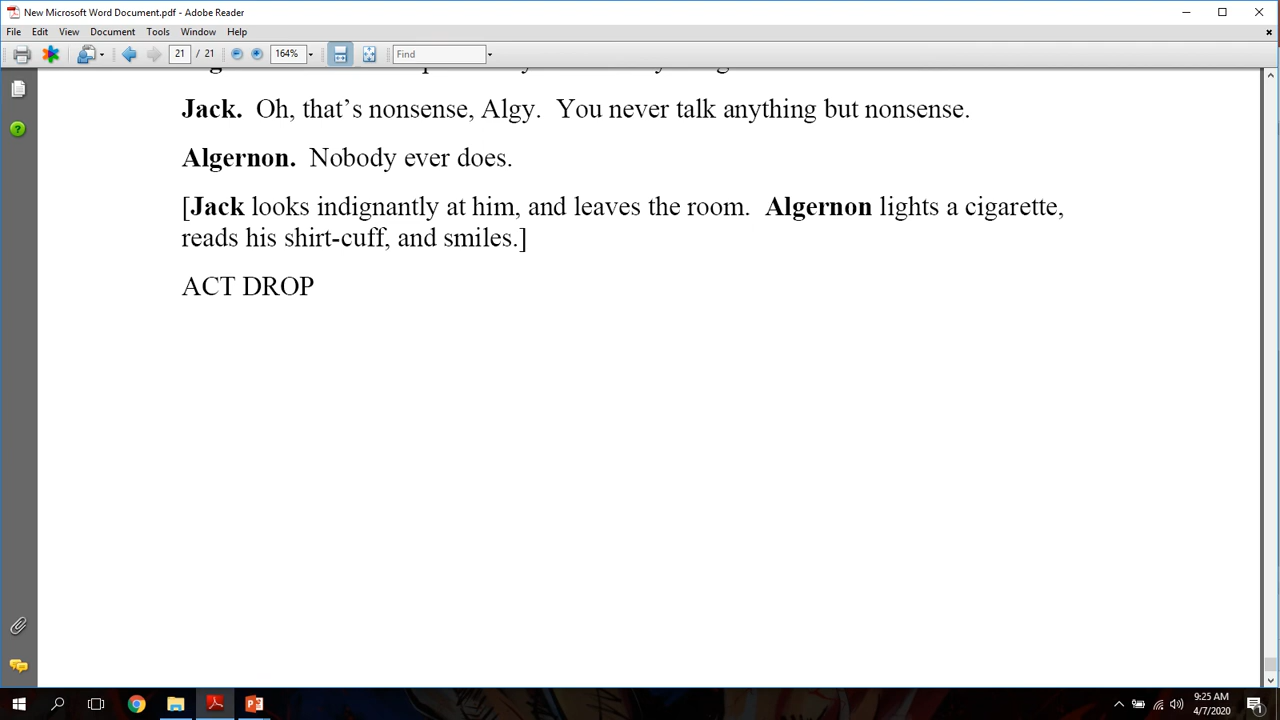 New Microsoft Word Document.pdf - Adobe Reader
File Edit View Document Tools Window Help
21 / 21 164% Find
Jack. Oh, that's nonsense, Algy. You never talk anything but nonsense.
Algernon. Nobody ever does.
[Jack looks indignantly at him, and leaves the room. Algernon lights a cigarette,
reads his shirt-cuff, and smiles.]
ACT DROP
9:25 AM
4/7/2020